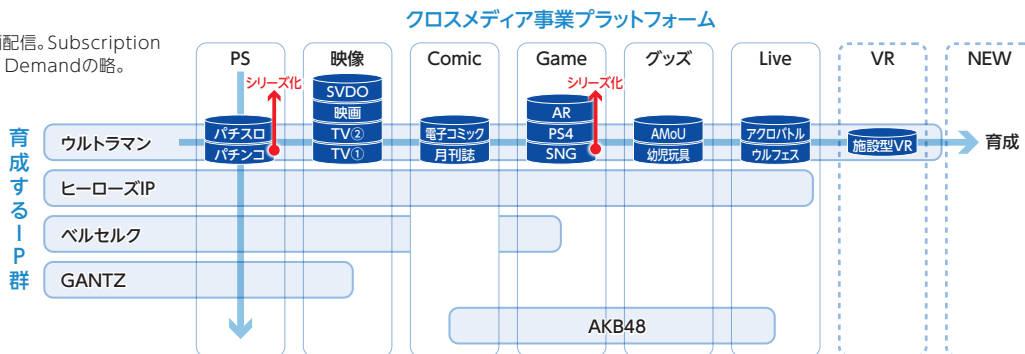 クロスメディア事業プラットフォーム
配信。Subscription
Demandの略。
PS
映像
Comic
Game
グッズ
Live
VR
NEW
シリーズ化
シリーズ化
SVDO
映画
TV②
TV①
AR
PS4
SNG
パチスロ
パチンコ
電子コミック
月刊誌
AMoU
幼児玩具
アクロバトル
ウルフェス
施設型VR
育成
育成するIP群
ウルトラマン
ヒーローズIP
ベルセルク
GANTZ
AKB48